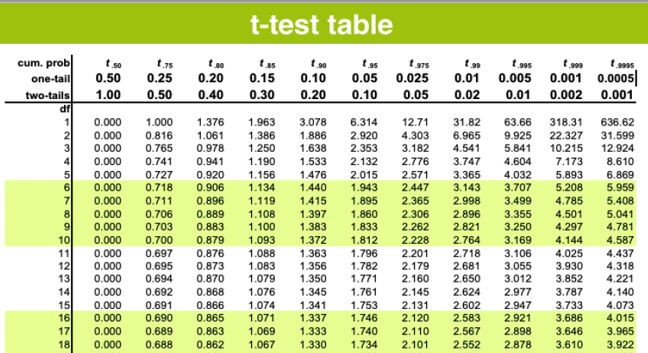 t-test table
cum. prob t.50 t.75 t.80 t.85 t.90 t.95 t.975 t.99 t.995 t.999 t.9995
one-tail 0.50 0.25 0.20 0.15 0.10 0.05 0.025 0.01 0.005 0.001 0.0005
two-tails 1.00 0.50 0.40 0.30 0.20 0.10 0.05 0.02 0.01 0.002 0.001
df
1 0.000 1.000 1.376 1.963 3.078 6.314 12.71 31.82 63.66 318.31 636.62
2 0.000 0.816 1.061 1.386 1.886 2.920 4.303 6.965 9.925 22.327 31.599
3 0.000 0.765 0.978 1.250 1.638 2.353 3.182 4.541 5.841 10.215 12.924
4 0.000 0.741 0.941 1.190 1.533 2.132 2.776 3.747 4.604 7.173 8.610
5 0.000 0.727 0.920 1.156 1.476 2.015 2.571 3.365 4.032 5.893 6.869
6 0.000 0.718 0.906 1.134 1.440 1.943 2.447 3.143 3.707 5.208 5.959
7 0.000 0.711 0.896 1.119 1.415 1.895 2.365 2.998 3.499 4.785 5.408
8 0.000 0.706 0.889 1.108 1.397 1.860 2.306 2.896 3.355 4.501 5.041
9 0.000 0.703 0.883 1.100 1.383 1.833 2.262 2.821 3.250 4.297 4.781
10 0.000 0.700 0.879 1.093 1.372 1.812 2.228 2.764 3.169 4.144 4.587
11 0.000 0.697 0.876 1.088 1.363 1.796 2.201 2.718 3.106 4.025 4.437
12 0.000 0.695 0.873 1.083 1.356 1.782 2.179 2.681 3.055 3.930 4.318
13 0.000 0.694 0.870 1.079 1.350 1.771 2.160 2.650 3.012 3.852 4.221
14 0.000 0.692 0.868 1.076 1.345 1.761 2.145 2.624 2.977 3.787 4.140
15 0.000 0.691 0.866 1.074 1.341 1.753 2.131 2.602 2.947 3.733 4.073
16 0.000 0.690 0.865 1.071 1.337 1.746 2.120 2.583 2.921 3.686 4.015
17 0.000 0.689 0.863 1.069 1.333 1.740 2.110 2.567 2.898 3.646 3.965
18 0.000 0.688 0.862 1.067 1.330 1.734 2.101 2.552 2.878 3.610 3.922